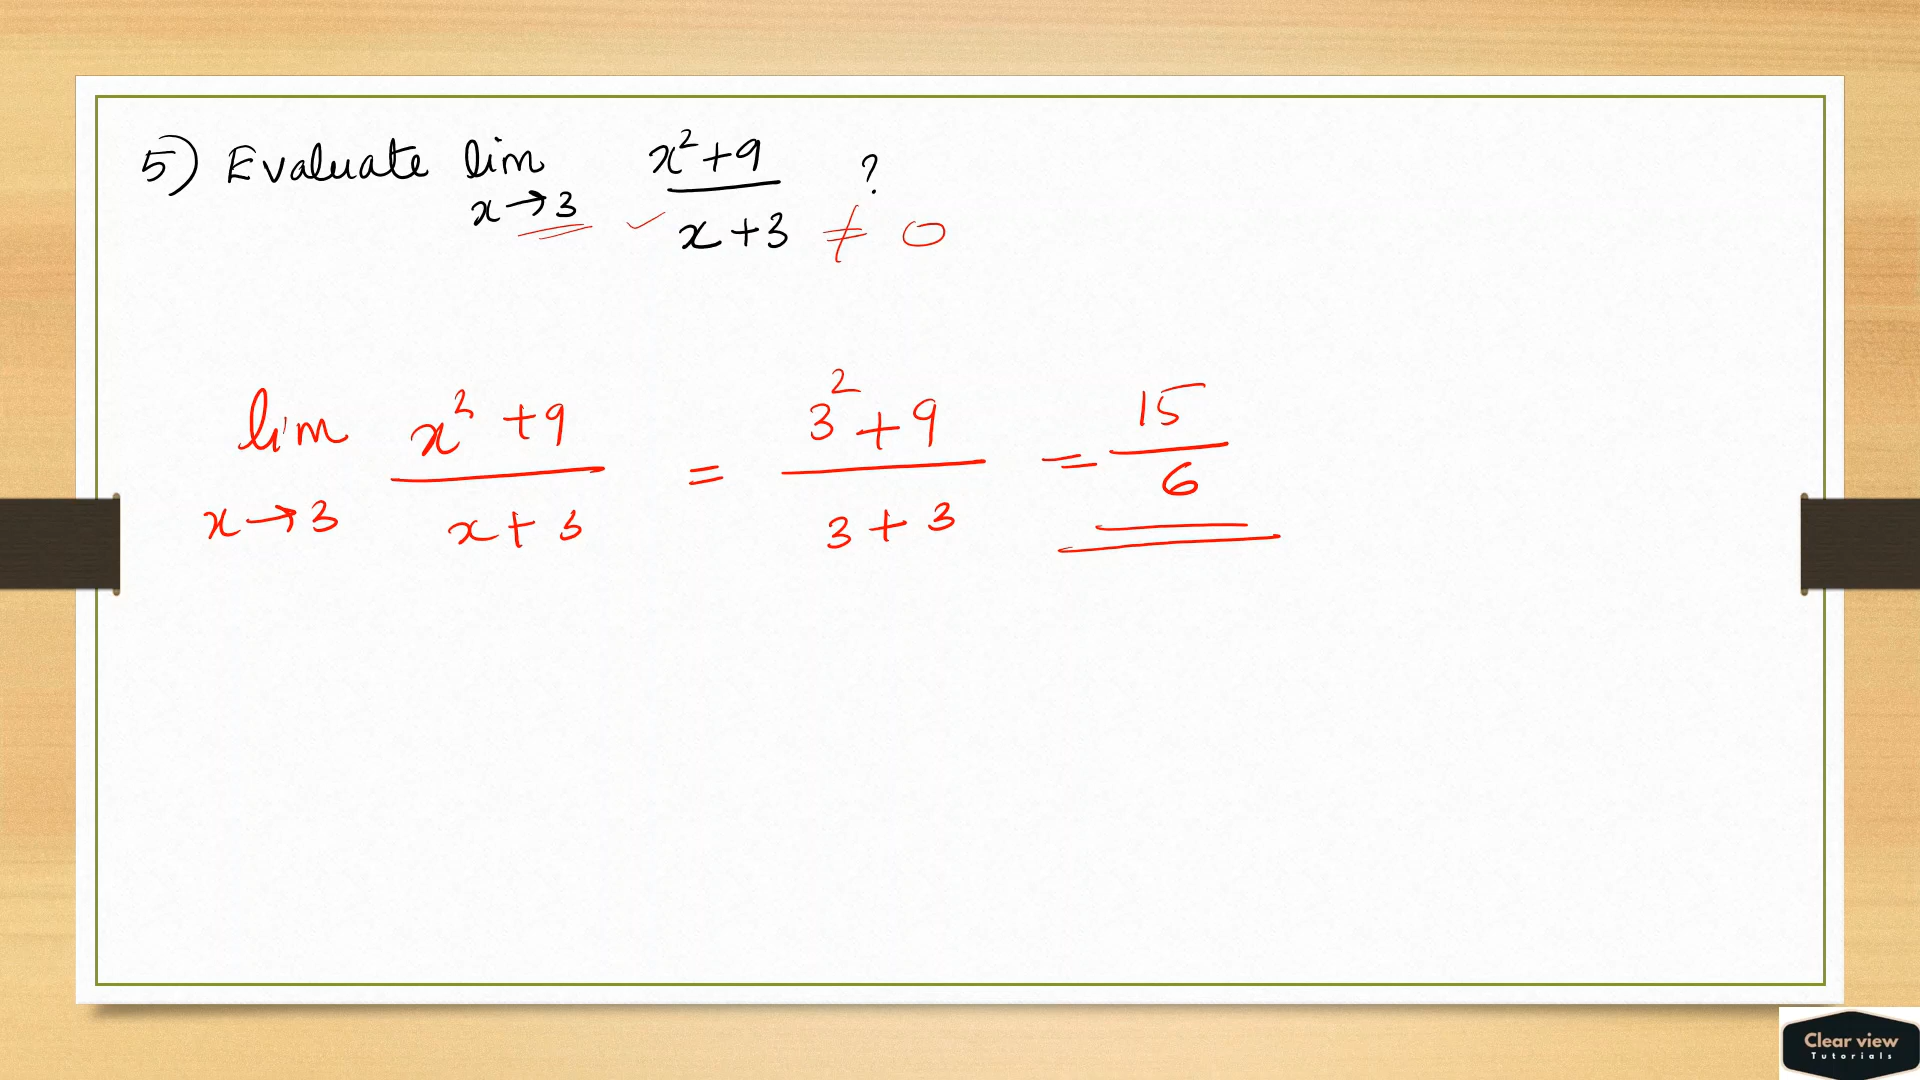 5) Evaluate lim x→3 x²+9 / x+3 ?
≠ 0
lim x→3 x² +9 / x+3 = 3²+9 / 3+3 = 15 / 6
Clear view
Tutorials